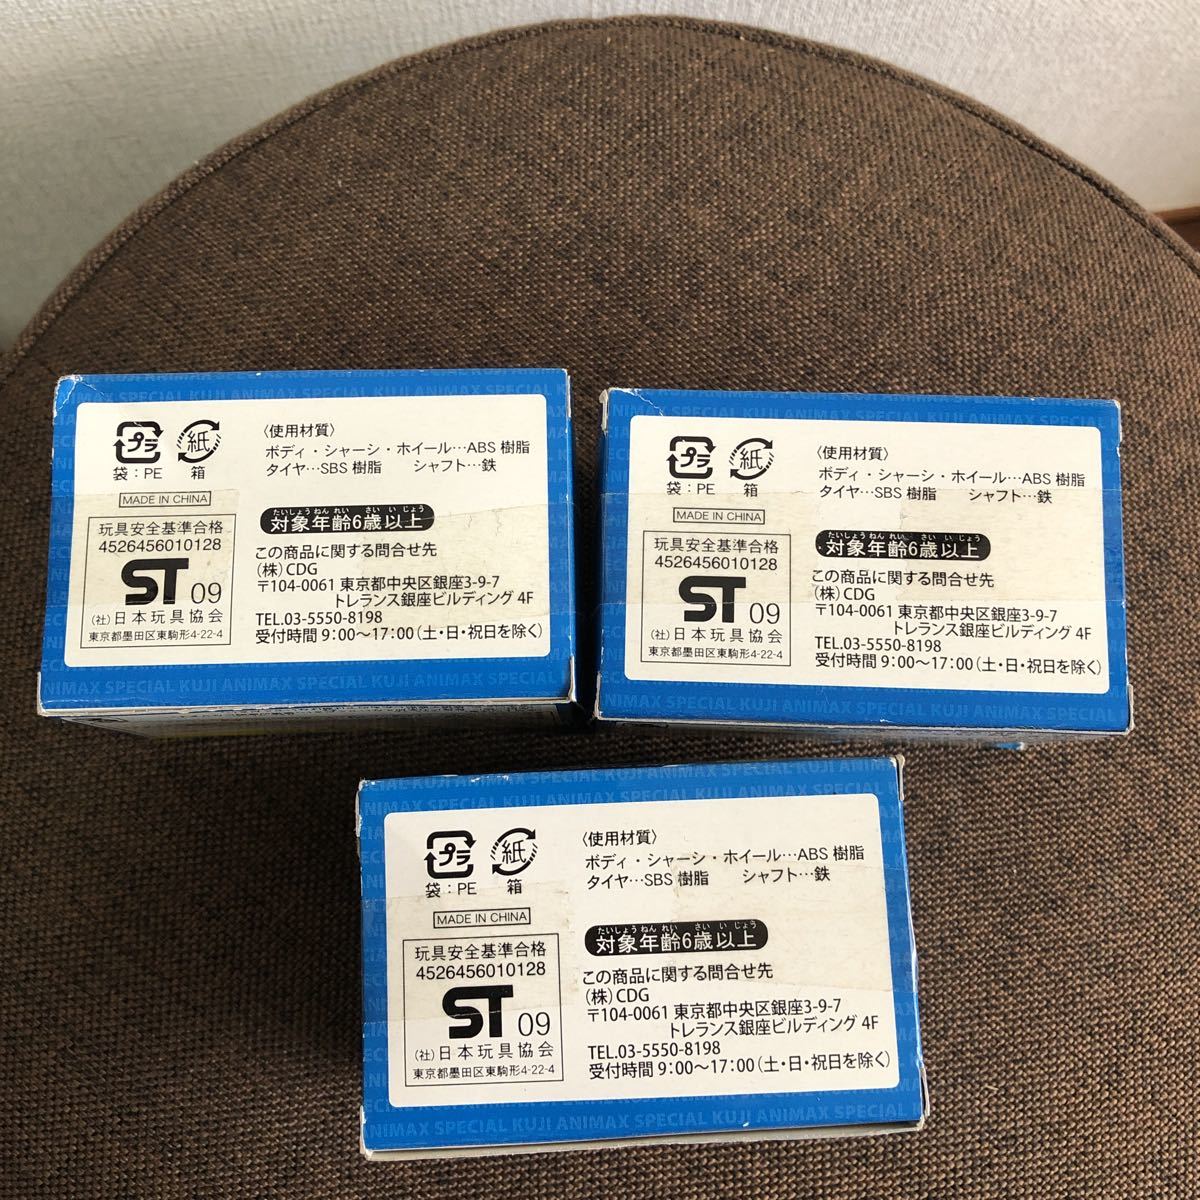 ANIMAX SPECIAL KUJI ANIMAX SPECIAL KUJI
プラ
紙
袋：PE
箱
〈使用材質〉
ボディ・シャーシ・ホイール…ABS 樹脂
タイヤ…SBS 樹脂 シャフト…鉄
MADE IN CHINA
玩具安全基準合格
4526456010128
ST 09
(社)日本玩具協会
東京都墨田区東駒形4-22-4
たいしょうねんれい さいいじょう
対象年齢6歳以上
この商品に関する問合せ先
(株)CDG
〒104-0061 東京都中央区銀座3-9-7
トレランス銀座ビルディング 4F
TEL.03-5550-8198
受付時間 9：00〜17：00(土・日・祝日を除く)
ANIMAX SPECIAL KUJI ANIMAX SPECIAL KUJI
プラ
紙
袋：PE
箱
〈使用材質〉
ボディ・シャーシ・ホイール…ABS 樹脂
タイヤ…SBS 樹脂 シャフト…鉄
MADE IN CHINA
玩具安全基準合格
4526456010128
ST 09
(社)日本玩具協会
東京都墨田区東駒形4-22-4
たいしょうねんれい さいいじょう
対象年齢6歳以上
この商品に関する問合せ先
(株)CDG
〒104-0061 東京都中央区銀座3-9-7
トレランス銀座ビルディング 4F
TEL.03-5550-8198
受付時間 9：00〜17：00(土・日・祝日を除く)
ANIMAX SPECIAL KUJI ANIMAX SPECIAL
ANIMAX SPECIAL KUJI ANIMAX SPECIAL
プラ
紙
袋：PE
箱
〈使用材質〉
ボディ・シャーシ・ホイール…ABS 樹脂
タイヤ…SBS 樹脂 シャフト…鉄
MADE IN CHINA
玩具安全基準合格
4526456010128
ST 09
(社)日本玩具協会
東京都墨田区東駒形4-22-4
たいしょうねんれい さいいじょう
対象年齢6歳以上
この商品に関する問合せ先
(株)CDG
〒104-0061 東京都中央区銀座3-9-7
トレランス銀座ビルディング 4F
TEL.03-5550-8198
受付時間 9：00〜17：00(土・日・祝日を除く)
ANIMAX SPECIAL KUJI ANIMAX SPECIAL